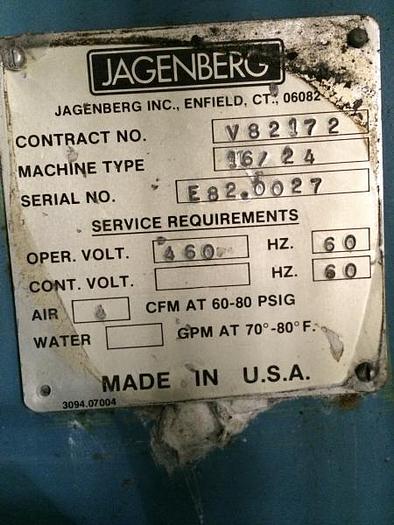 JAGENBERG
JAGENBERG INC., ENFIELD, CT., 06082
CONTRACT NO. V82172
MACHINE TYPE 16/24
SERIAL NO. E82.0027
SERVICE REQUIREMENTS
OPER. VOLT. 460 HZ. 60
CONT. VOLT. HZ. 60
AIR CFM AT 60-80 PSIG
WATER GPM AT 70°-80°F.
MADE IN U.S.A.
3094.07004